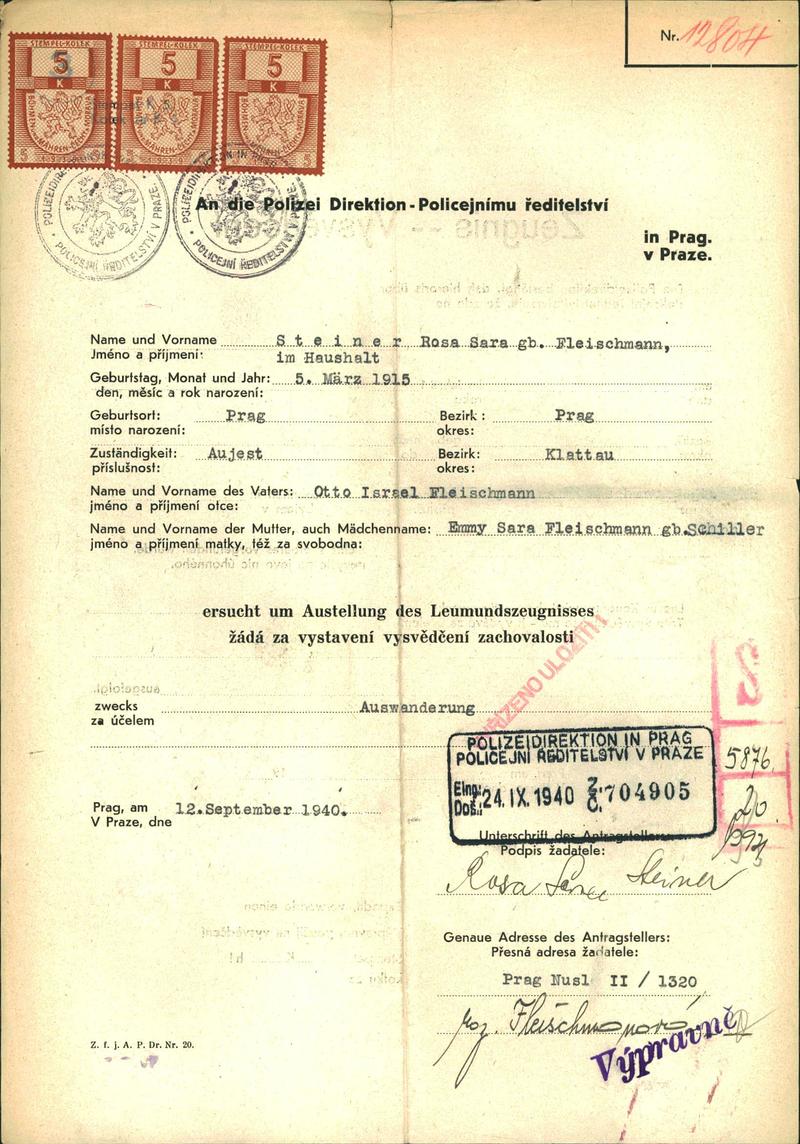 Nr. 12804
STEMPEL-KOLEK STEMPEL-KOLEK STEMPEL-KOLEK
5 5 5
K K K
An die Polizei Direktion - Policejnímu ředitelství
in Prag.
v Praze.
POLICEJNÍ ŘEDITELSTVÍ V PRAZE
POLICEJNÍ ŘEDITELSTVÍ V PRAZE
Name und Vorname S t e i n e r Rosa Sara gb. Fleischmann,
Jméno a příjmení: im Haushalt
Geburtstag, Monat und Jahr: 5. März 1915
den, měsíc a rok narození:
Geburtsort: Prag Bezirk: Prag
místo narození: okres:
Zuständigkeit: Aujest Bezirk: Klattau
příslušnost: okres:
Name und Vorname des Vaters: Otto Israel Fleischmann
jméno a příjmení otce:
Name und Vorname der Mutter, auch Mädchenname: Emmy Sara Fleischmann gb.Schiller
jméno a příjmení matky, též za svobodna:
ersucht um Austellung des Leumundszeugnisses
žádá za vystavení vysvědčení zachovalosti
zwecks Auswanderung
za účelem
ULOŽITI!
POLIZEIDIREKTION IN PRAG
POLICEJNÍ ŘEDITELSTVÍ V PRAZE
Eing.: 24. IX. 1940 Z: 704905
Doš.: Č:
5876
20
Prag, am 12.September 1940.
V Praze, dne
Unterschrift des Antragstellers:
Podpis žadatele:
Rosa Sara Steiner
Genaue Adresse des Antragstellers:
Přesná adresa žadatele:
Prag Nusl II / 1320
roz. Fleischmanová
Výpravně
Z. f. j. A. P. Dr. Nr. 20.